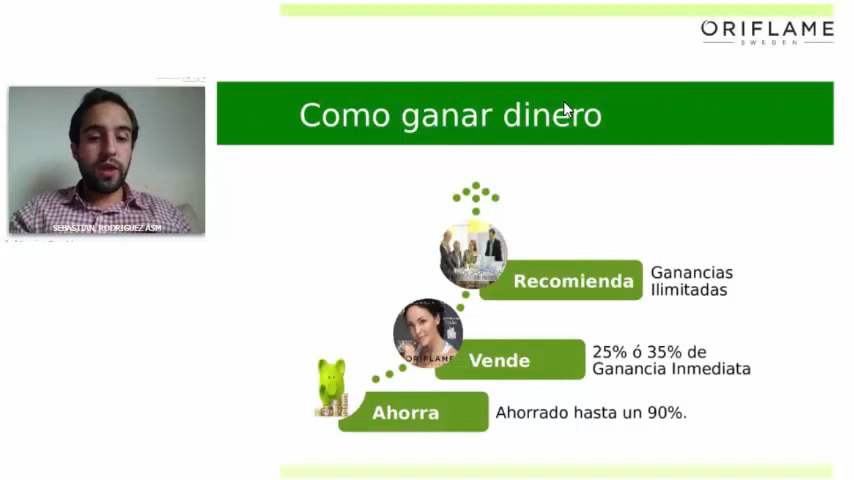 ORIFLAME
SWEDEN
Como ganar dinero
SEBASTIAN RODRIGUEZ ASM
Recomienda
Ganancias
Ilimitadas
ORIFLAME
Vende
25% ó 35% de
Ganancia Inmediata
Ahorra
Ahorrado hasta un 90%.